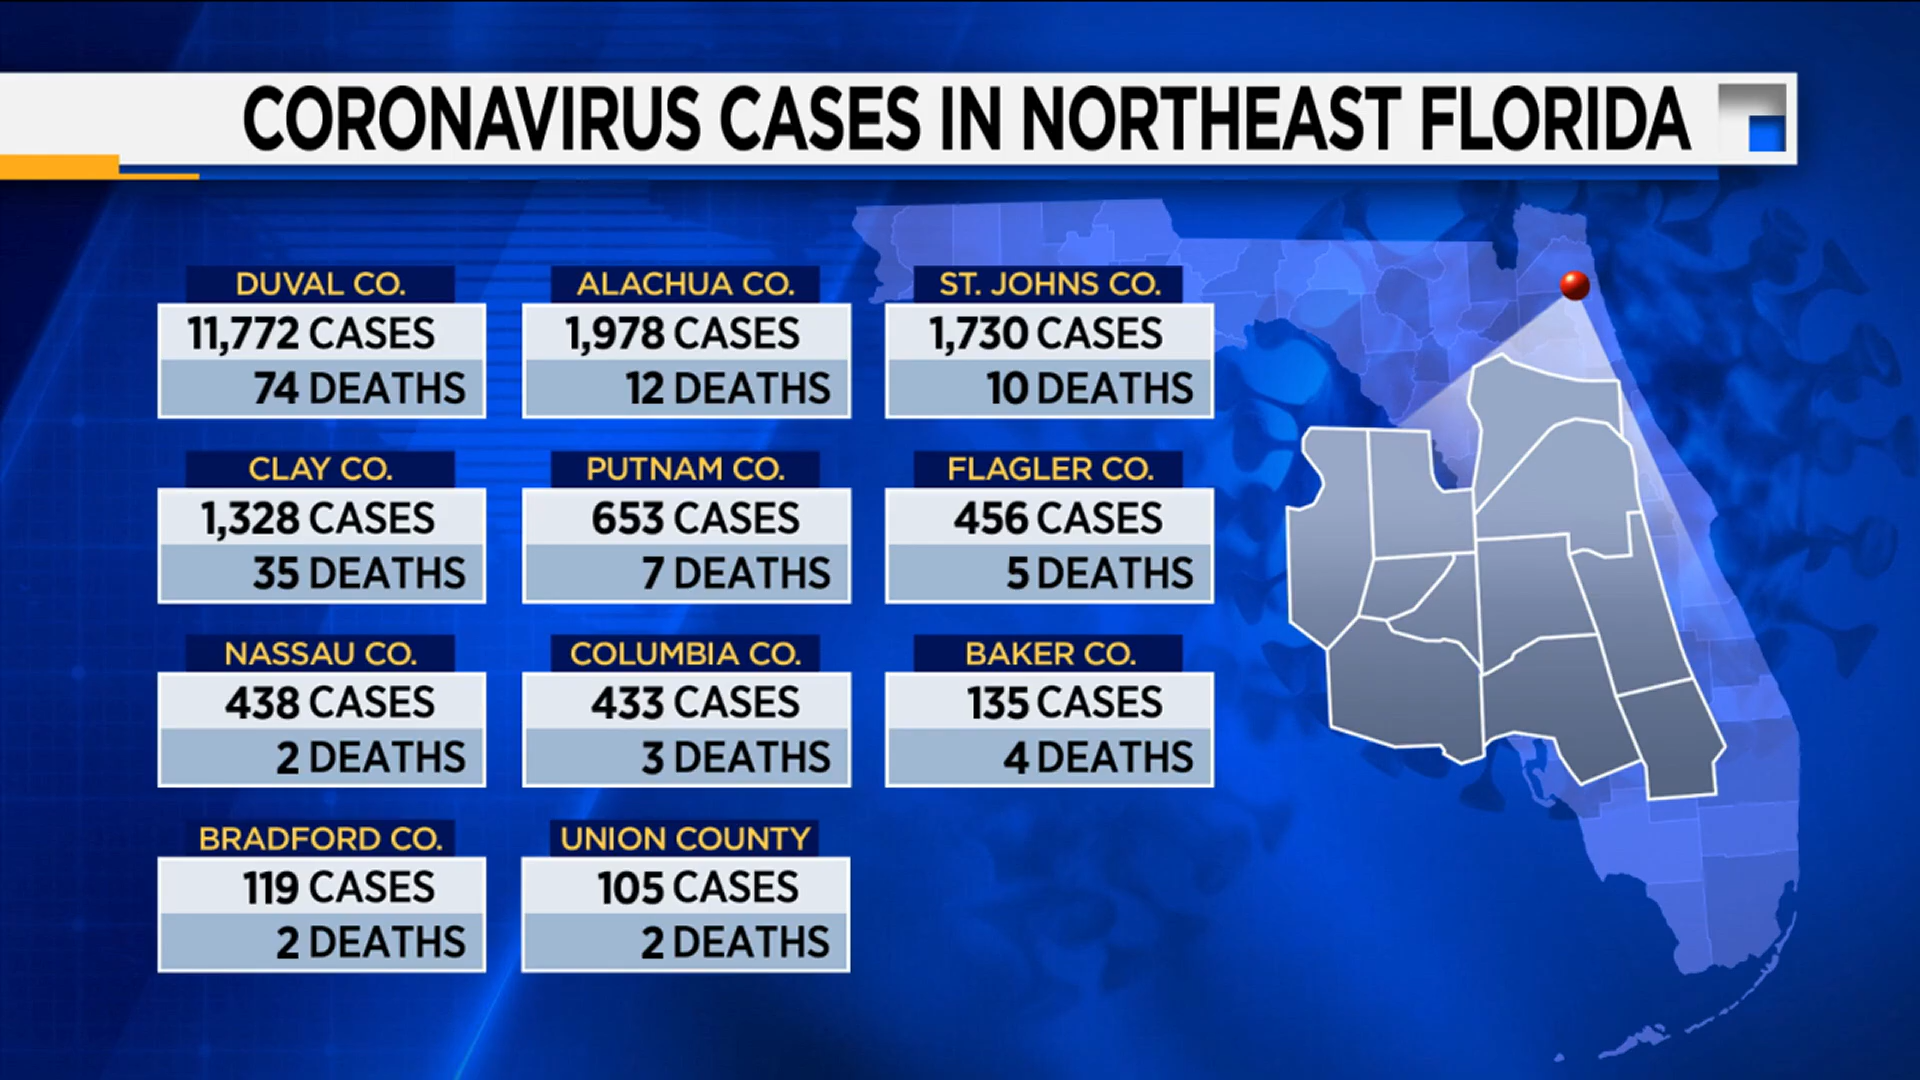 CORONAVIRUS CASES IN NORTHEAST FLORIDA
DUVAL CO.
11,772 CASES
74 DEATHS
ALACHUA CO.
1,978 CASES
12 DEATHS
ST. JOHNS CO.
1,730 CASES
10 DEATHS
CLAY CO.
1,328 CASES
35 DEATHS
PUTNAM CO.
653 CASES
7 DEATHS
FLAGLER CO.
456 CASES
5 DEATHS
NASSAU CO.
438 CASES
2 DEATHS
COLUMBIA CO.
433 CASES
3 DEATHS
BAKER CO.
135 CASES
4 DEATHS
BRADFORD CO.
119 CASES
2 DEATHS
UNION COUNTY
105 CASES
2 DEATHS